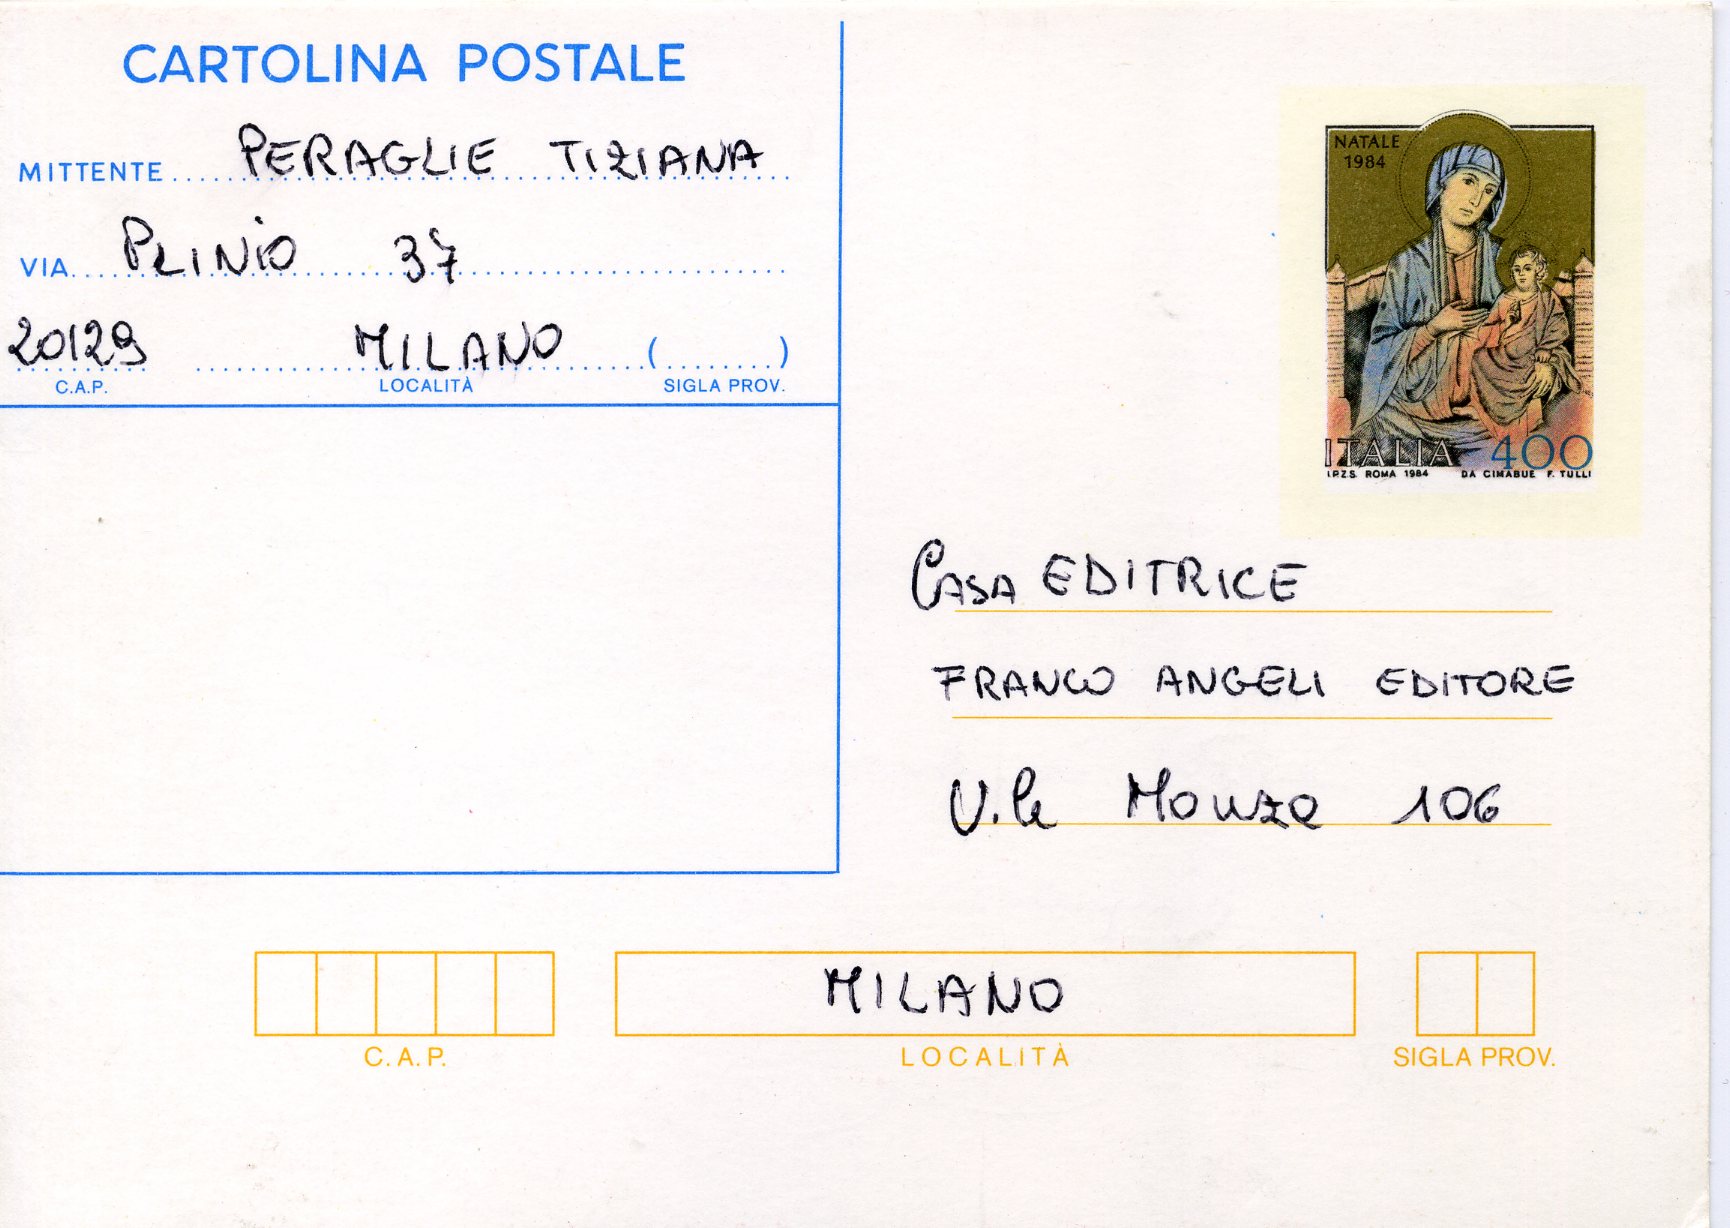 CARTOLINA POSTALE
MITTENTE PERAGLIE TIZIANA
VIA PLINIO 37
20129 MILANO ( )
C.A.P. LOCALITÀ SIGLA PROV.
NATALE
1984
ITALIA 400
I.P.Z.S. ROMA 1984 DA CIMABUE F. TULLI
CASA EDITRICE
FRANCO ANGELI EDITORE
V.le Monza 106
MILANO
C.A.P. LOCALITÀ SIGLA PROV.